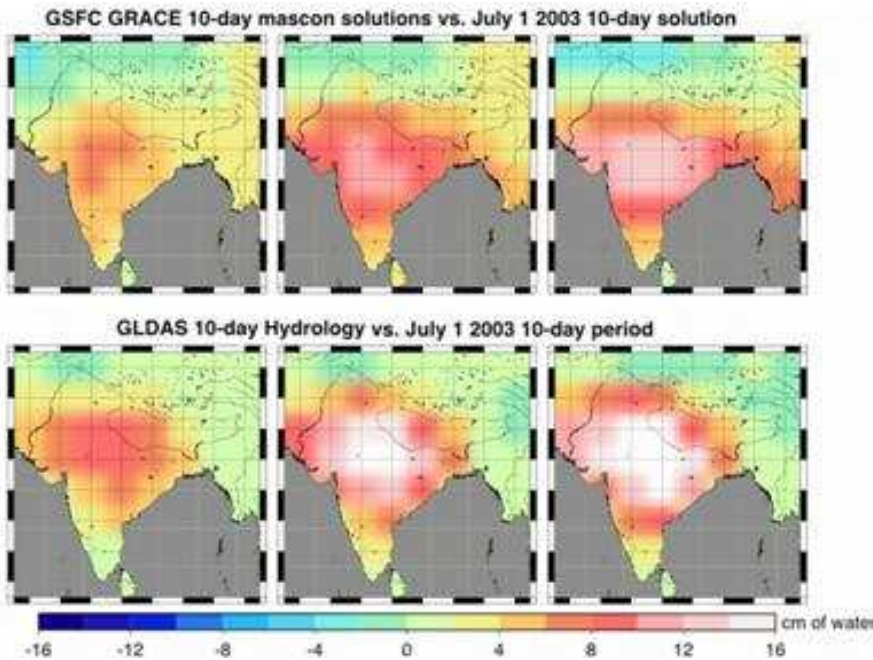 GSFC GRACE 10-day mascon solutions vs. July 1 2003 10-day solution
GLDAS 10-day Hydrology vs. July 1 2003 10-day period
cm of water
-16 -12 -8 -4 0 4 8 12 16